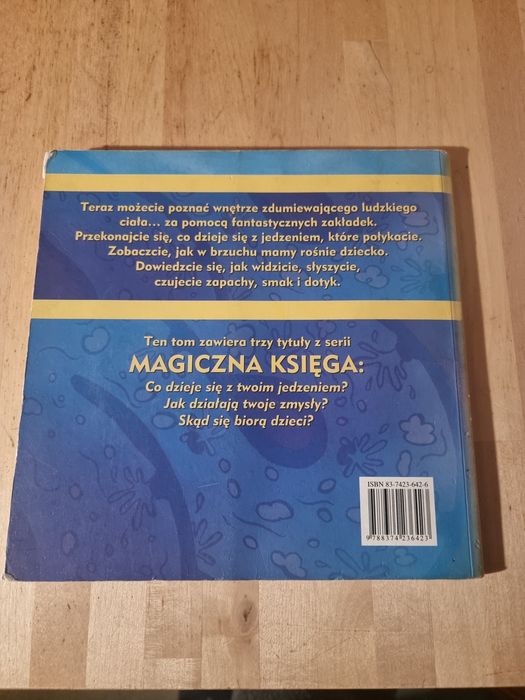 Teraz możecie poznać wnętrze zdumiewającego ludzkiego
ciała... za pomocą fantastycznych zakładek.
Przekonajcie się, co dzieje się z jedzeniem, które połykacie.
Zobaczcie, jak w brzuchu mamy rośnie dziecko.
Dowiedzcie się, jak widzicie, słyszycie,
czujecie zapachy, smak i dotyk.
Ten tom zawiera trzy tytuły z serii
MAGICZNA KSIĘGA:
Co dzieje się z twoim jedzeniem?
Jak działają twoje zmysły?
Skąd się biorą dzieci?
ISBN 83-7423-642-6
9 788374 236423